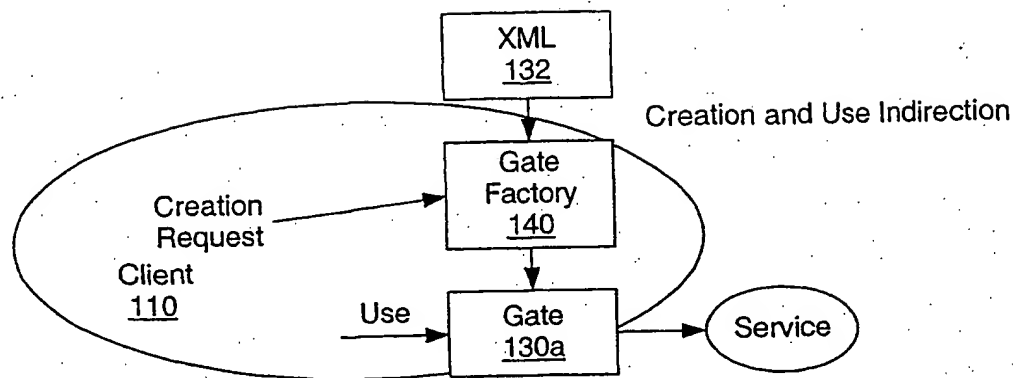 XML
132
Creation and Use Indirection
Gate
Factory
140
Creation
Request
Client
110
Use
Gate
130a
Service